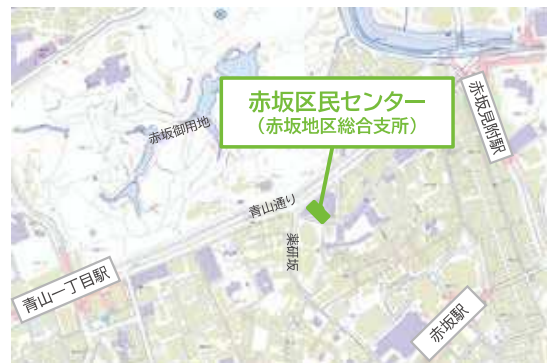 赤坂区民センター
（赤坂地区総合支所）
赤坂見附駅
赤坂御用地
青山通り
薬研坂
青山一丁目駅
赤坂駅